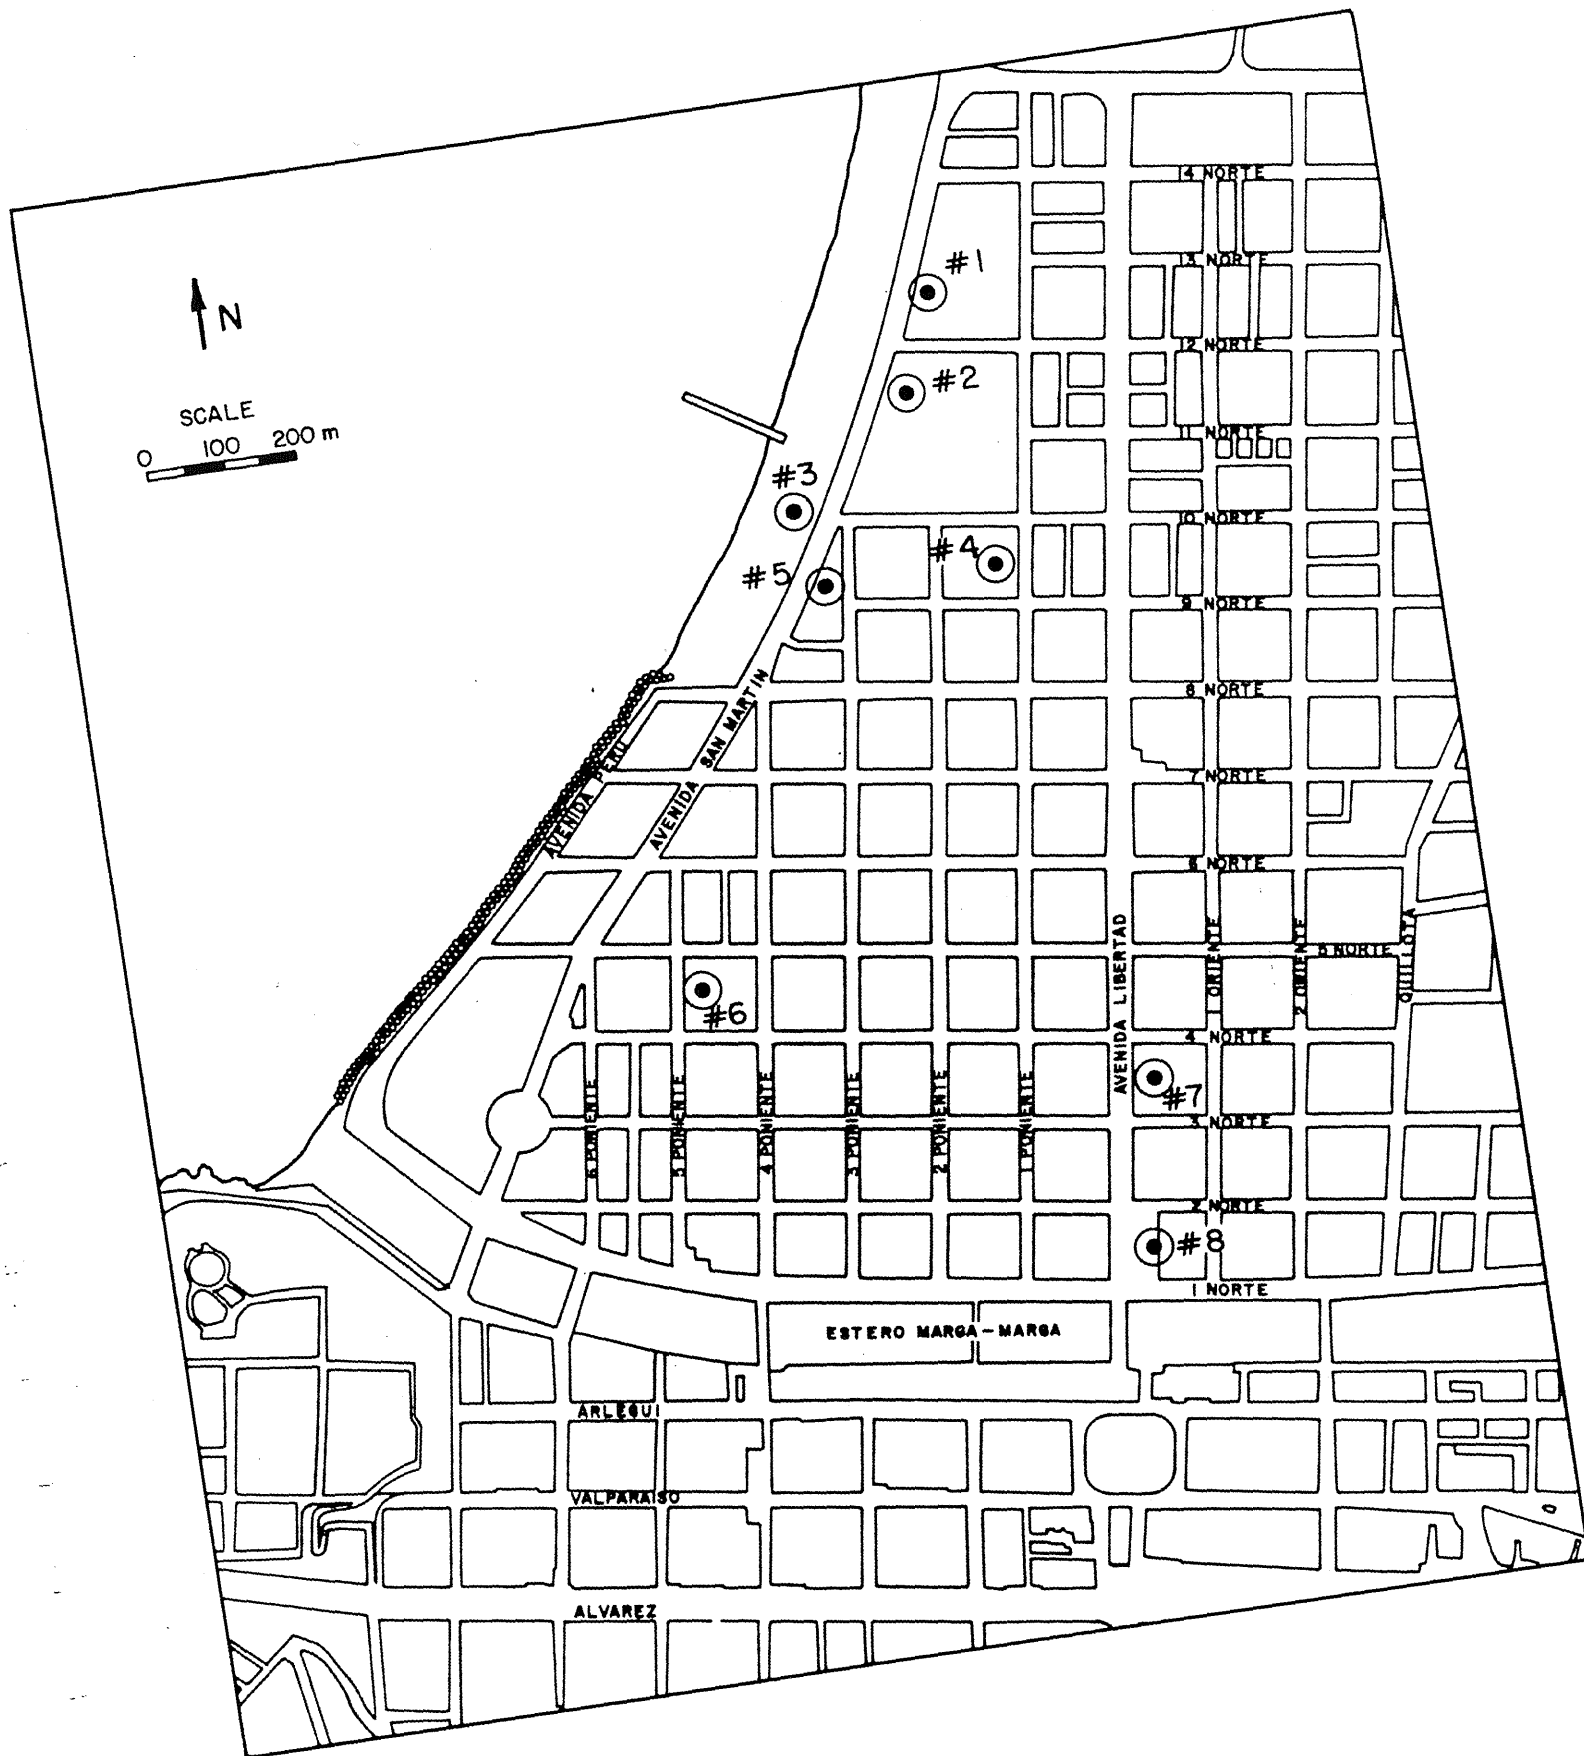 14 NORTE
#1
13 NORTE
N
12 NORTE
#2
SCALE
0 100 200 m
11 NORTE
#3
10 NORTE
#4
#5
9 NORTE
8 NORTE
AVENIDA PERU
AVENIDA SAN MARTIN
7 NORTE
6 NORTE
AVENIDA LIBERTAD
1 ORIENTE
2 ORIENTE
5 NORTE
QUILLOTA
#6
4 NORTE
6 PONIENTE
5 PONIENTE
4 PONIENTE
3 PONIENTE
2 PONIENTE
1 PONIENTE
#7
3 NORTE
2 NORTE
#8
1 NORTE
ESTERO MARGA-MARGA
ARLEGUI
VALPARAISO
ALVAREZ